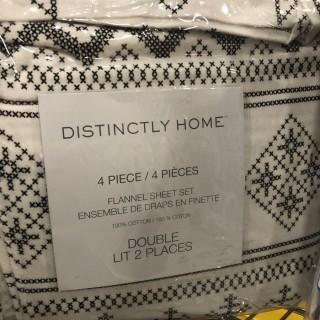 DISTINCTLY HOME™
4 PIECE / 4 PIÈCES
FLANNEL SHEET SET
ENSEMBLE DE DRAPS EN FINETTE
100% COTTON / 100 % COTON
DOUBLE
LIT 2 PLACES